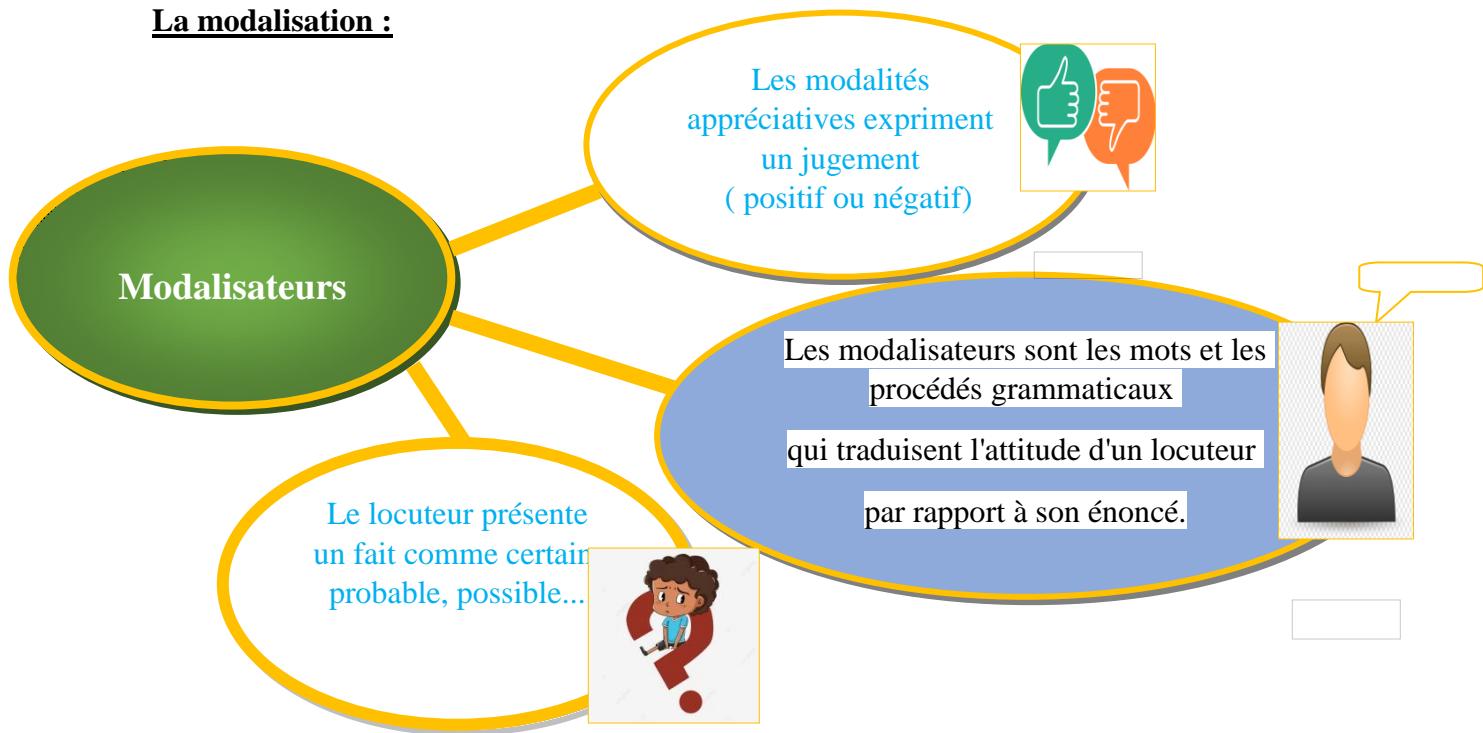 La modalisation :
Les modalités
appréciatives expriment
un jugement
( positif ou négatif)
Modalisateurs
Les modalisateurs sont les mots et les
procédés grammaticaux
qui traduisent l'attitude d'un locuteur
par rapport à son énoncé.
Le locuteur présente
un fait comme certain
probable, possible...